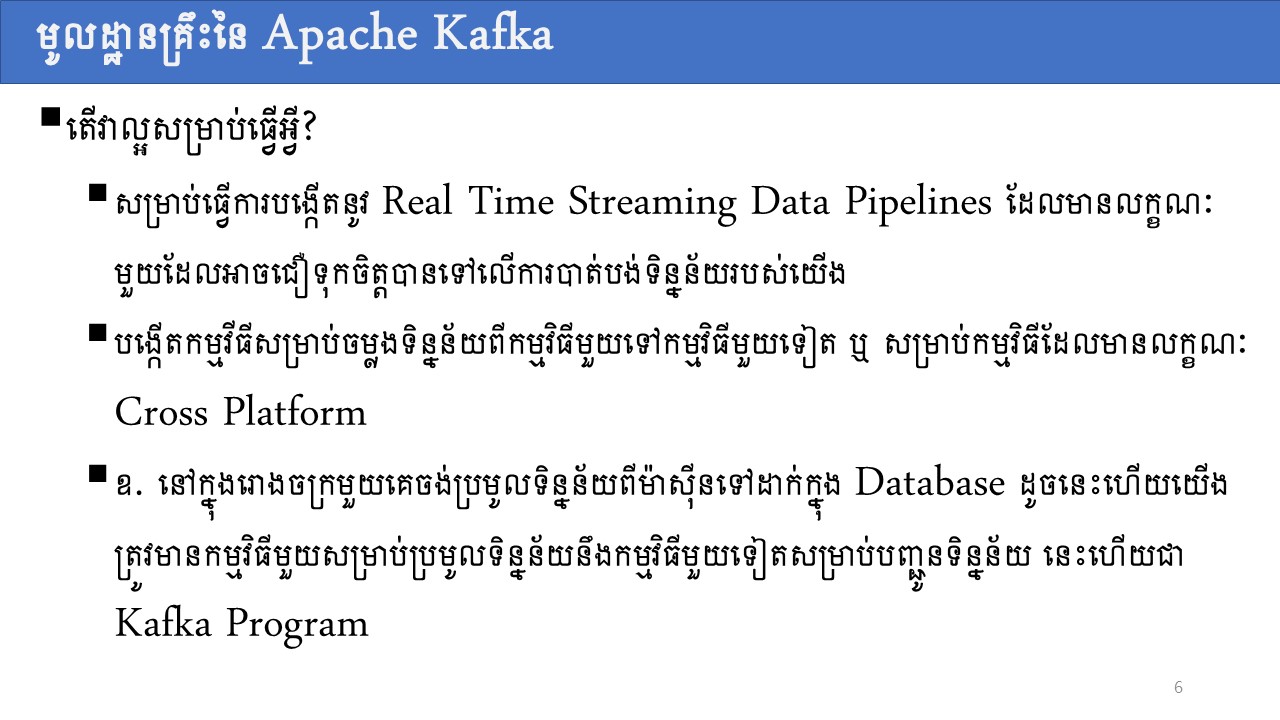 មូលដ្ឋានគ្រឹះនៃ Apache Kafka
តើវាល្អសម្រាប់ធ្វើអ្វី?
សម្រាប់ធ្វើការបង្កើតនូវ Real Time Streaming Data Pipelines ដែលមានលក្ខណៈ
មួយដែលអាចជឿទុកចិត្តបានទៅលើការបាត់បង់ទិន្នន័យរបស់យើង
បង្កើតកម្មវីធីសម្រាប់ចម្លងទិន្នន័យពីកម្មវិធីមួយទៅកម្មវិធីមួយទៀត ឬ សម្រាប់កម្មវិធីដែលមានលក្ខណៈ
Cross Platform
ឧ. នៅក្នុងរោងចក្រមួយគេចង់ប្រមូលទិន្នន័យពីម៉ាស៊ីនទៅដាក់ក្នុង Database ដូចនេះហើយយើង
ត្រូវមានកម្មវិធីមួយសម្រាប់ប្រមូលទិន្នន័យនឹងកម្មវិធីមួយទៀតសម្រាប់បញ្ជូនទិន្នន័យ នេះហើយជា
Kafka Program
6